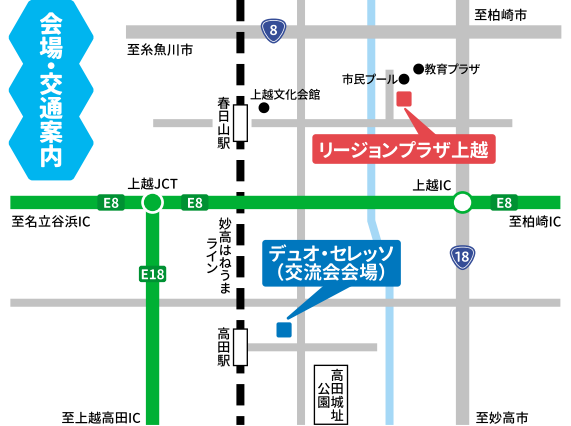 会場・交通案内
至糸魚川市
8
至柏崎市
教育プラザ
市民プール
上越文化会館
春日山駅
リージョンプラザ上越
上越JCT
上越IC
E8
E8
E8
至名立谷浜IC
至柏崎IC
妙高はねうま
ライン
デュオ・セレッソ
（交流会会場）
18
E18
高田駅
高田城址
公園
至上越高田IC
至妙高市